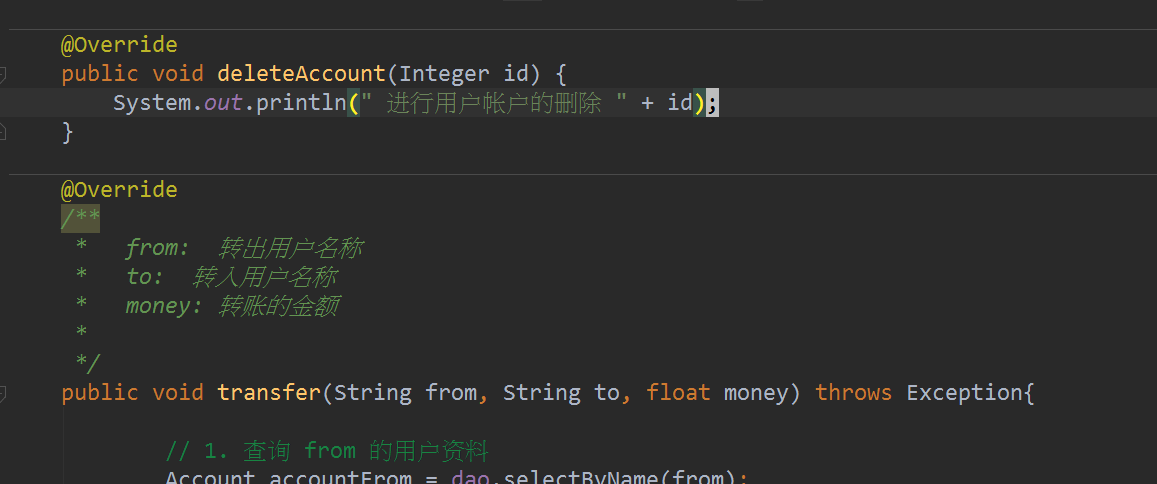 @Override
public void deleteAccount(Integer id) {
System.out.println(" 进行用户帐户的删除 " + id);
}
@Override
/**
* from: 转出用户名称
* to: 转入用户名称
* money: 转账的金额
*
*/
public void transfer(String from, String to, float money) throws Exception{
// 1. 查询 from 的用户资料
Account accountFrom = dao.selectByName(from);